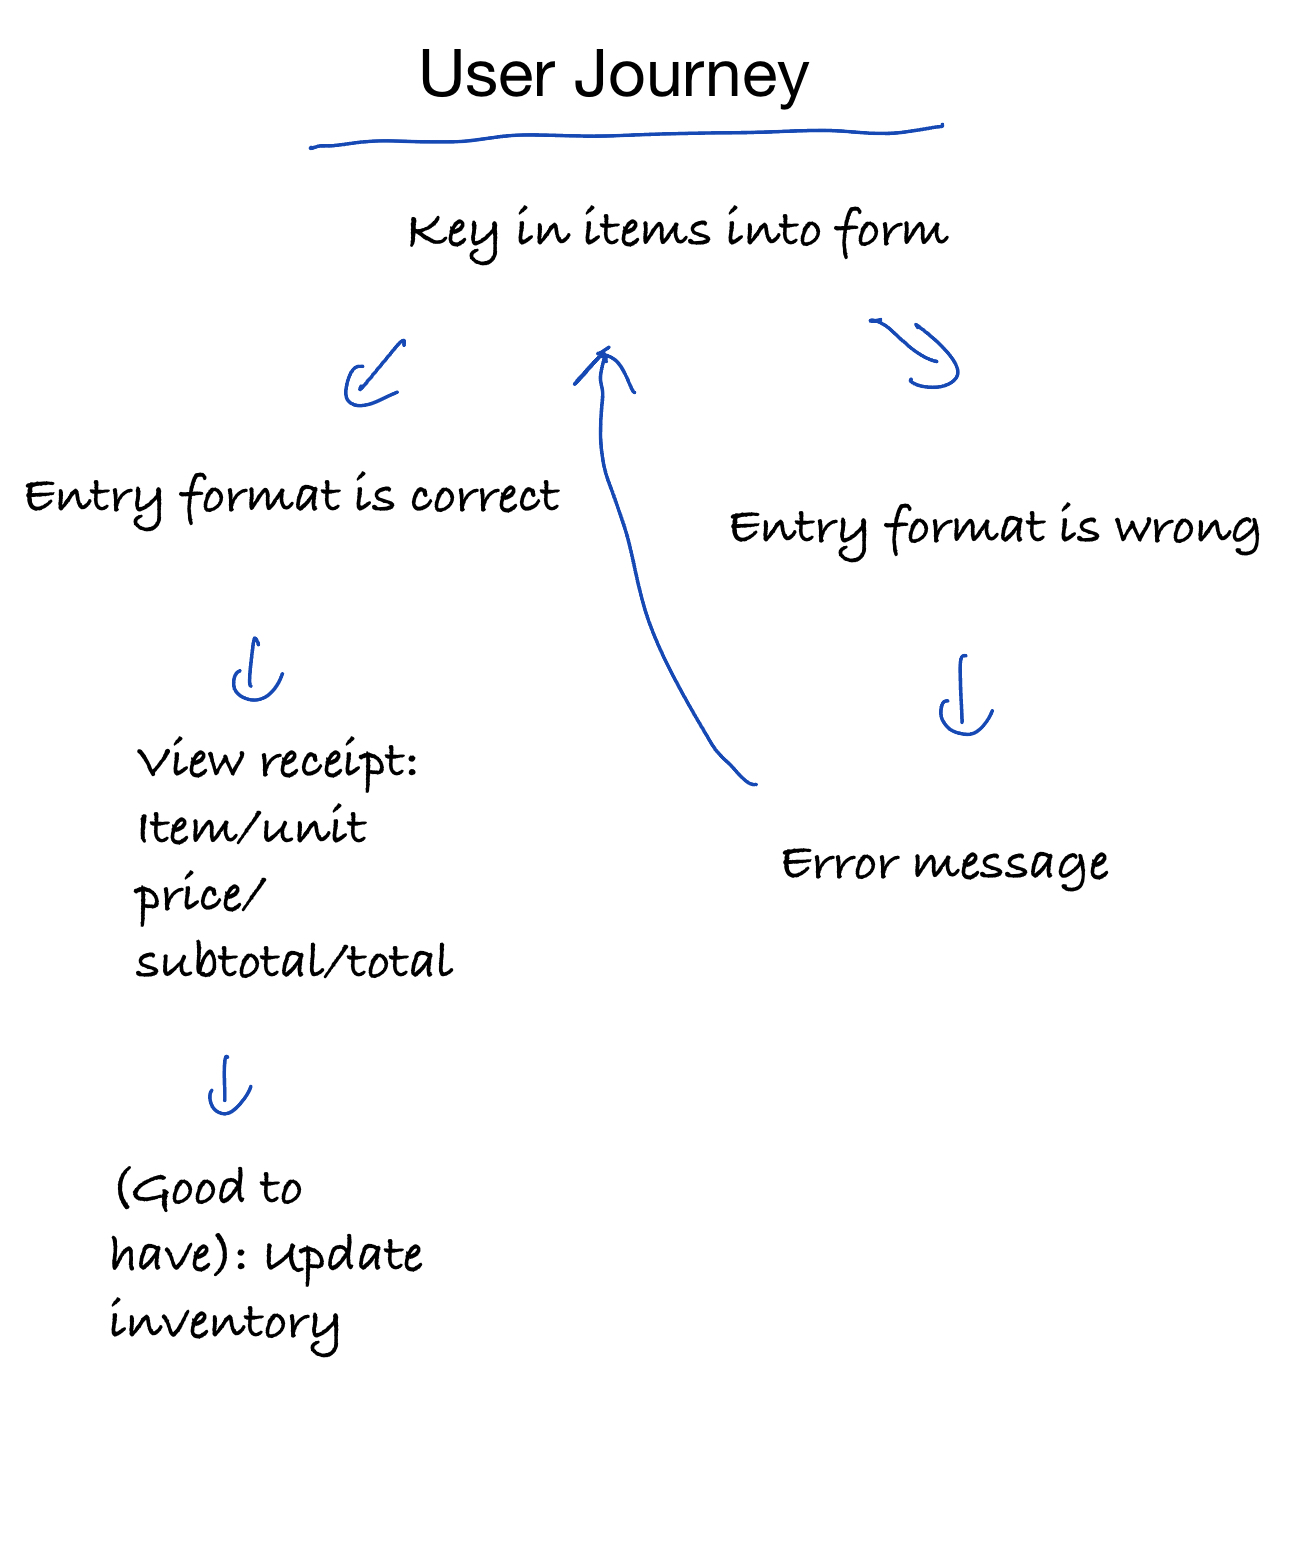 User Journey
Key in items into form
Entry format is correct
Entry format is wrong
View receipt:
Item/unit
price/
subtotal/total
Error message
(Good to
have): Update
inventory